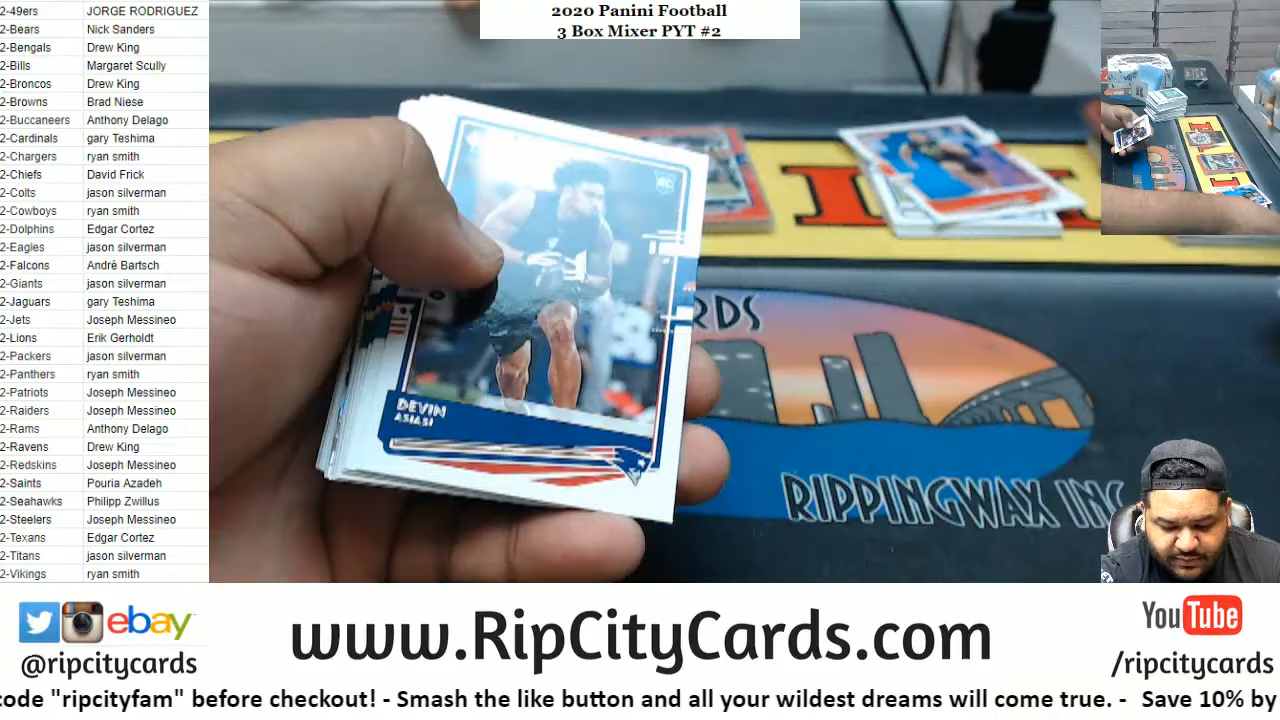 2020 Panini Football
3 Box Mixer PYT #2
2-49ers JORGE RODRIGUEZ
2-Bears Nick Sanders
2-Bengals Drew King
2-Bills Margaret Scully
2-Broncos Drew King
2-Browns Brad Niese
2-Buccaneers Anthony Delago
2-Cardinals gary Teshima
2-Chargers ryan smith
2-Chiefs David Frick
2-Colts jason silverman
2-Cowboys ryan smith
2-Dolphins Edgar Cortez
2-Eagles jason silverman
2-Falcons André Bartsch
2-Giants jason silverman
2-Jaguars gary Teshima
2-Jets Joseph Messineo
2-Lions Erik Gerholdt
2-Packers jason silverman
2-Panthers ryan smith
2-Patriots Joseph Messineo
2-Raiders Joseph Messineo
2-Rams Anthony Delago
2-Ravens Drew King
2-Redskins Joseph Messineo
2-Saints Pouria Azadeh
2-Seahawks Philipp Zwillus
2-Steelers Joseph Messineo
2-Texans Edgar Cortez
2-Titans jason silverman
2-Vikings ryan smith
RC
DEVIN
ASIASI
RDS
RIPPINGWAX INC
ebay
@ripcitycards
www.RipCityCards.com
YouTube
/ripcitycards
code "ripcityfam" before checkout! - Smash the like button and all your wildest dreams will come true. - Save 10% by